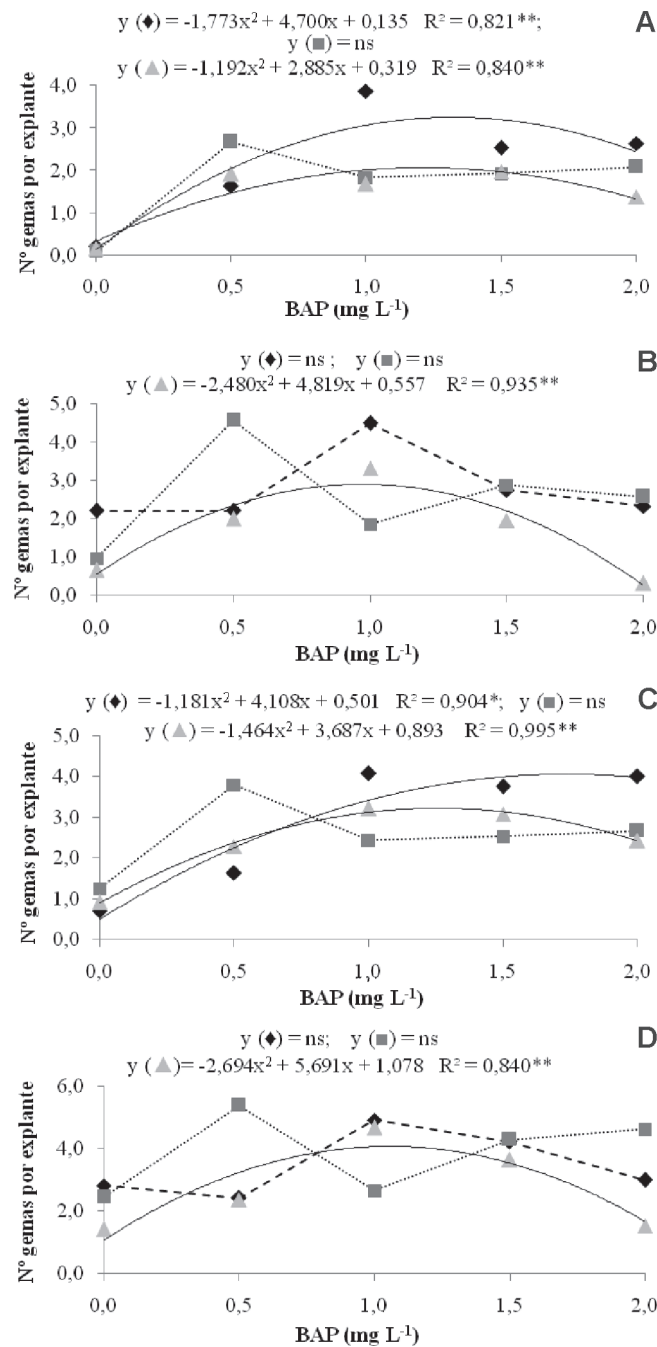 A
y (♦) = -1,773x² + 4,700x + 0,135 R² = 0,821**;
y (■) = ns
y (▲) = -1,192x² + 2,885x + 0,319 R² = 0,840**
Nº gemas por explante
4,0
3,0
2,0
1,0
0,0
0,0 0,5 1,0 1,5 2,0
BAP (mg L⁻¹)
B
y (♦) = ns ; y (■) = ns
y (▲) = -2,480x² + 4,819x + 0,557 R² = 0,935**
Nº gemas por explante
5,0
4,0
3,0
2,0
1,0
0,0
0,0 0,5 1,0 1,5 2,0
BAP (mg L⁻¹)
C
y (♦) = -1,181x² + 4,108x + 0,501 R² = 0,904*; y (■) = ns
y (▲) = -1,464x² + 3,687x + 0,893 R² = 0,995**
Nº gemas por explante
5,0
4,0
3,0
2,0
1,0
0,0
0,0 0,5 1,0 1,5 2,0
BAP (mg L⁻¹)
D
y (♦) = ns; y (■) = ns
y (▲) = -2,694x² + 5,691x + 1,078 R² = 0,840**
Nº gemas por explante
6,0
4,0
2,0
0,0
0,0 0,5 1,0 1,5 2,0
BAP (mg L⁻¹)